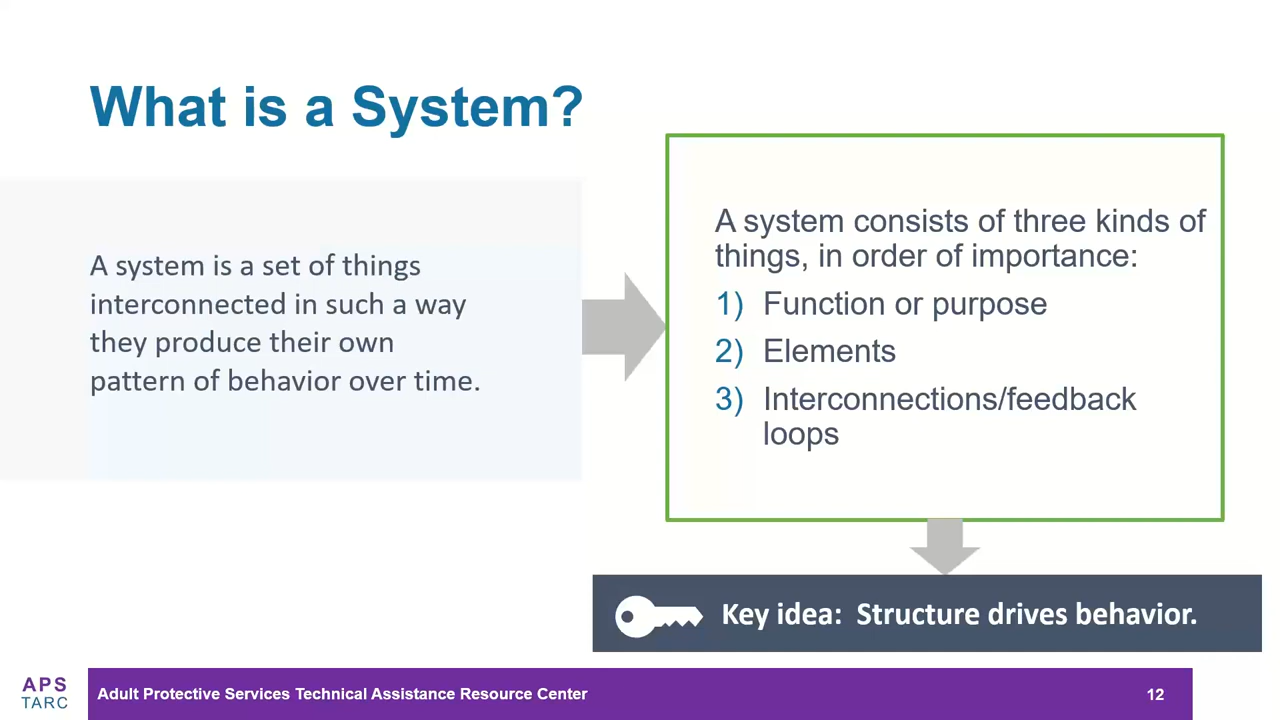 What is a System?
A system is a set of things
interconnected in such a way
they produce their own
pattern of behavior over time.
A system consists of three kinds of
things, in order of importance:
1) Function or purpose
2) Elements
3) Interconnections/feedback
loops
Key idea: Structure drives behavior.
APS
TARC
Adult Protective Services Technical Assistance Resource Center
12